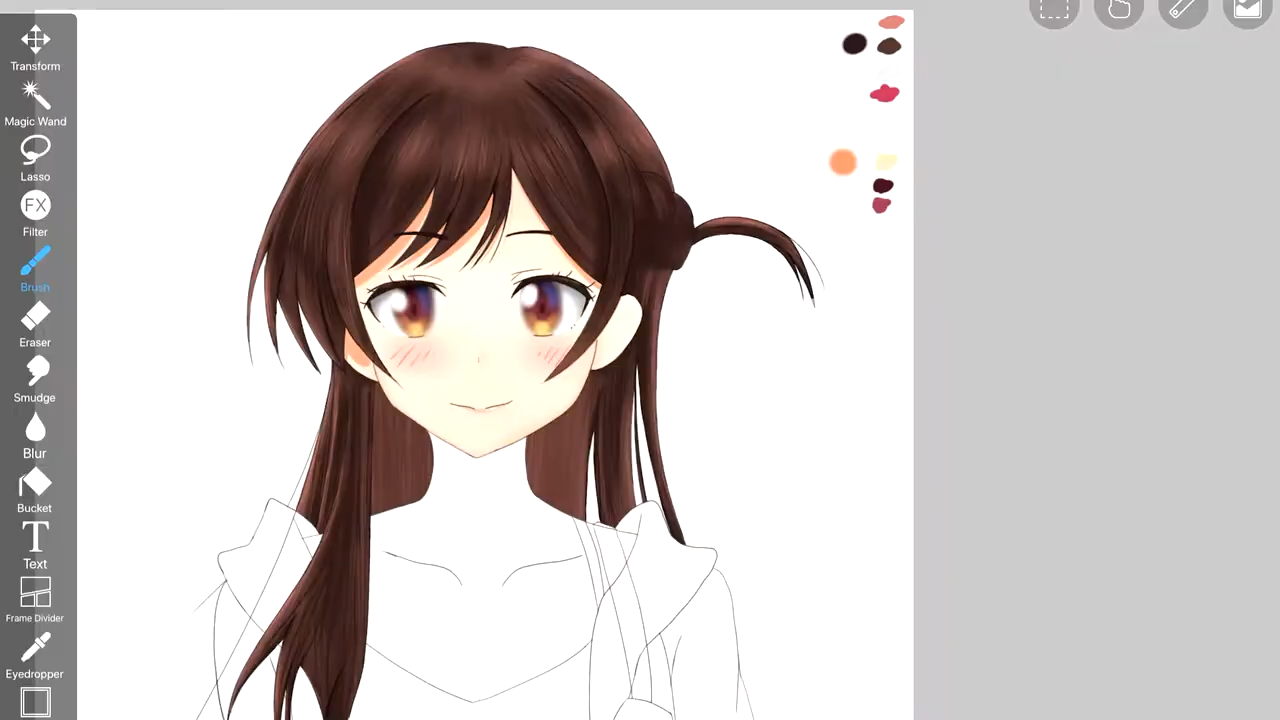 Transform
Magic Wand
Lasso
FX
Filter
Brush
Eraser
Smudge
Blur
Bucket
T
Text
Frame Divider
Eyedropper